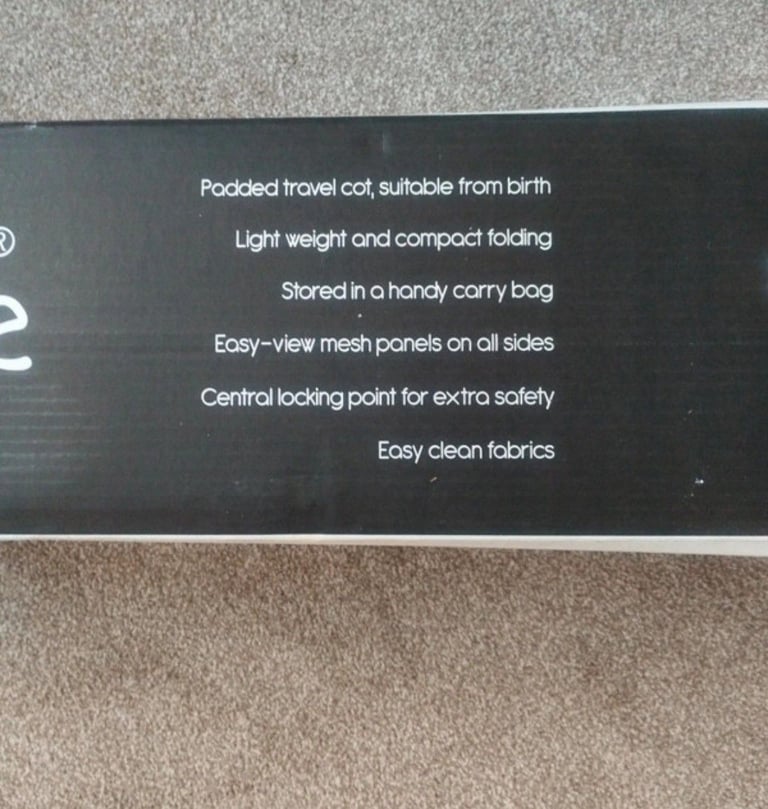 ®
e
Padded travel cot, suitable from birth
Light weight and compact folding
Stored in a handy carry bag
Easy-view mesh panels on all sides
Central locking point for extra safety
Easy clean fabrics